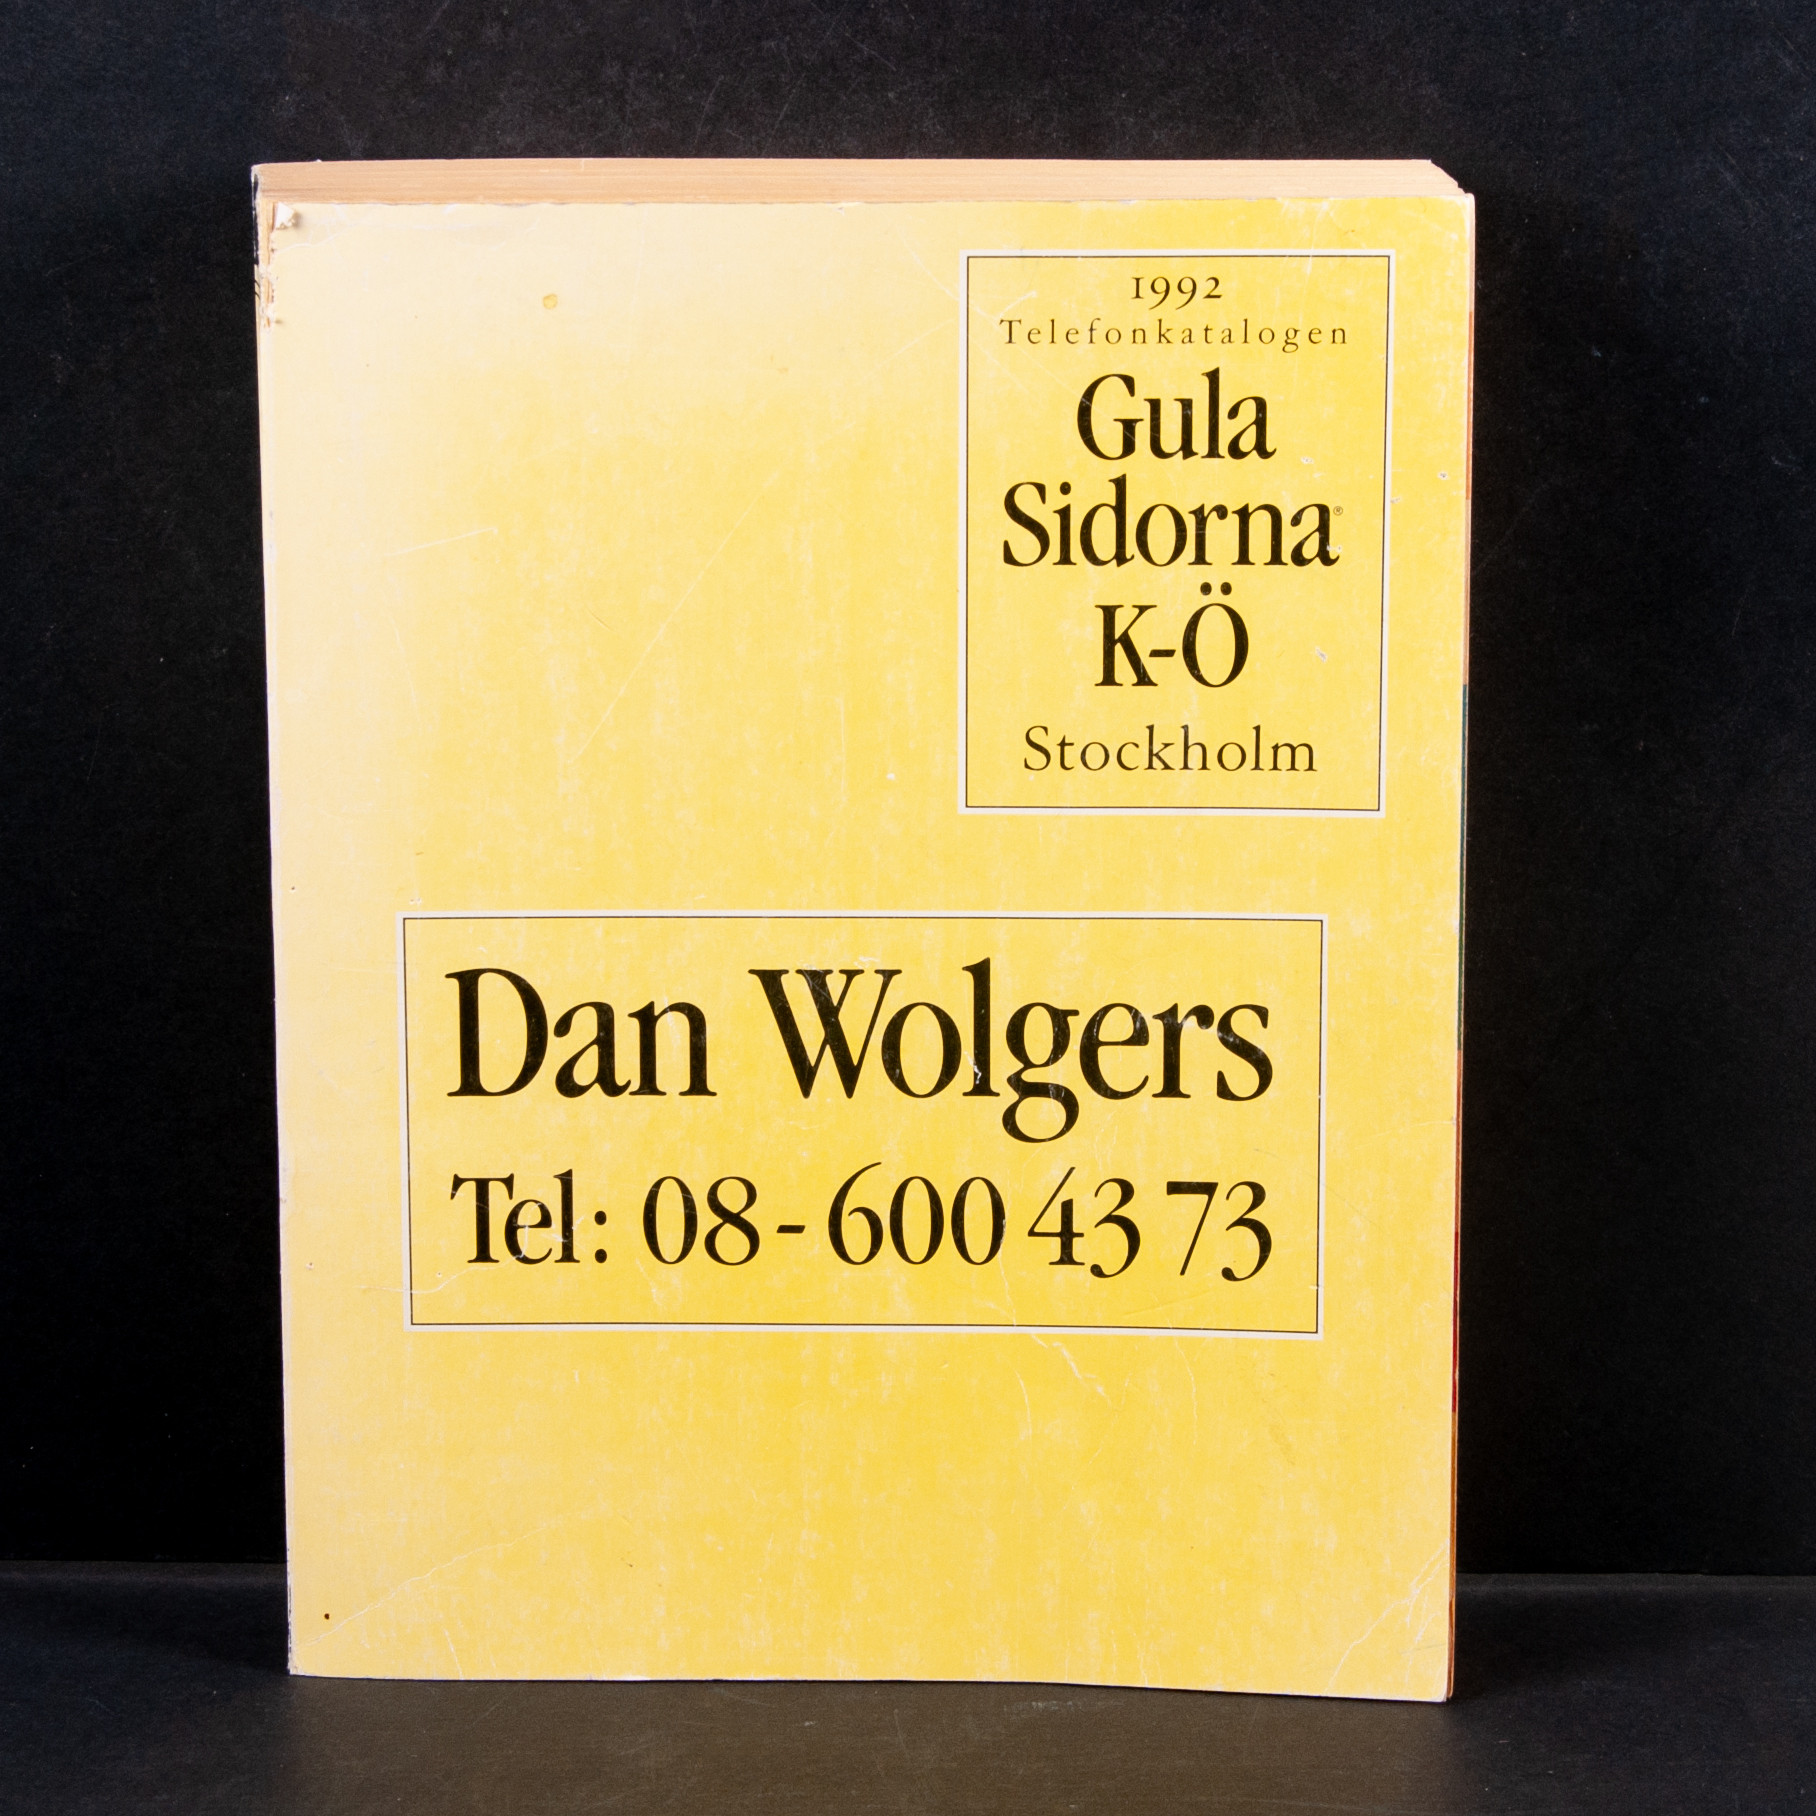 1992
Telefonkatalogen
Gula
Sidorna®
K-Ö
Stockholm
Dan Wolgers
Tel: 08-600 43 73